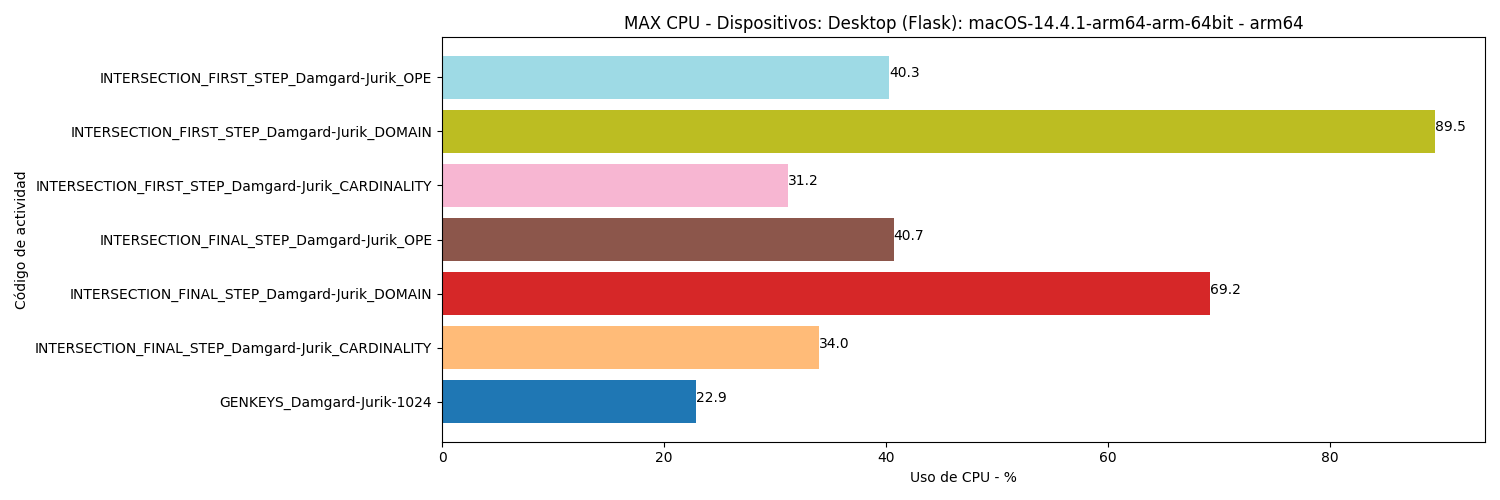 MAX CPU - Dispositivos: Desktop (Flask): macOS-14.4.1-arm64-arm-64bit - arm64
Código de actividad
INTERSECTION_FIRST_STEP_Damgard-Jurik_OPE
40.3
INTERSECTION_FIRST_STEP_Damgard-Jurik_DOMAIN
89.5
INTERSECTION_FIRST_STEP_Damgard-Jurik_CARDINALITY
31.2
INTERSECTION_FINAL_STEP_Damgard-Jurik_OPE
40.7
INTERSECTION_FINAL_STEP_Damgard-Jurik_DOMAIN
69.2
INTERSECTION_FINAL_STEP_Damgard-Jurik_CARDINALITY
34.0
GENKEYS_Damgard-Jurik-1024
22.9
0 20 40 60 80
Uso de CPU - %